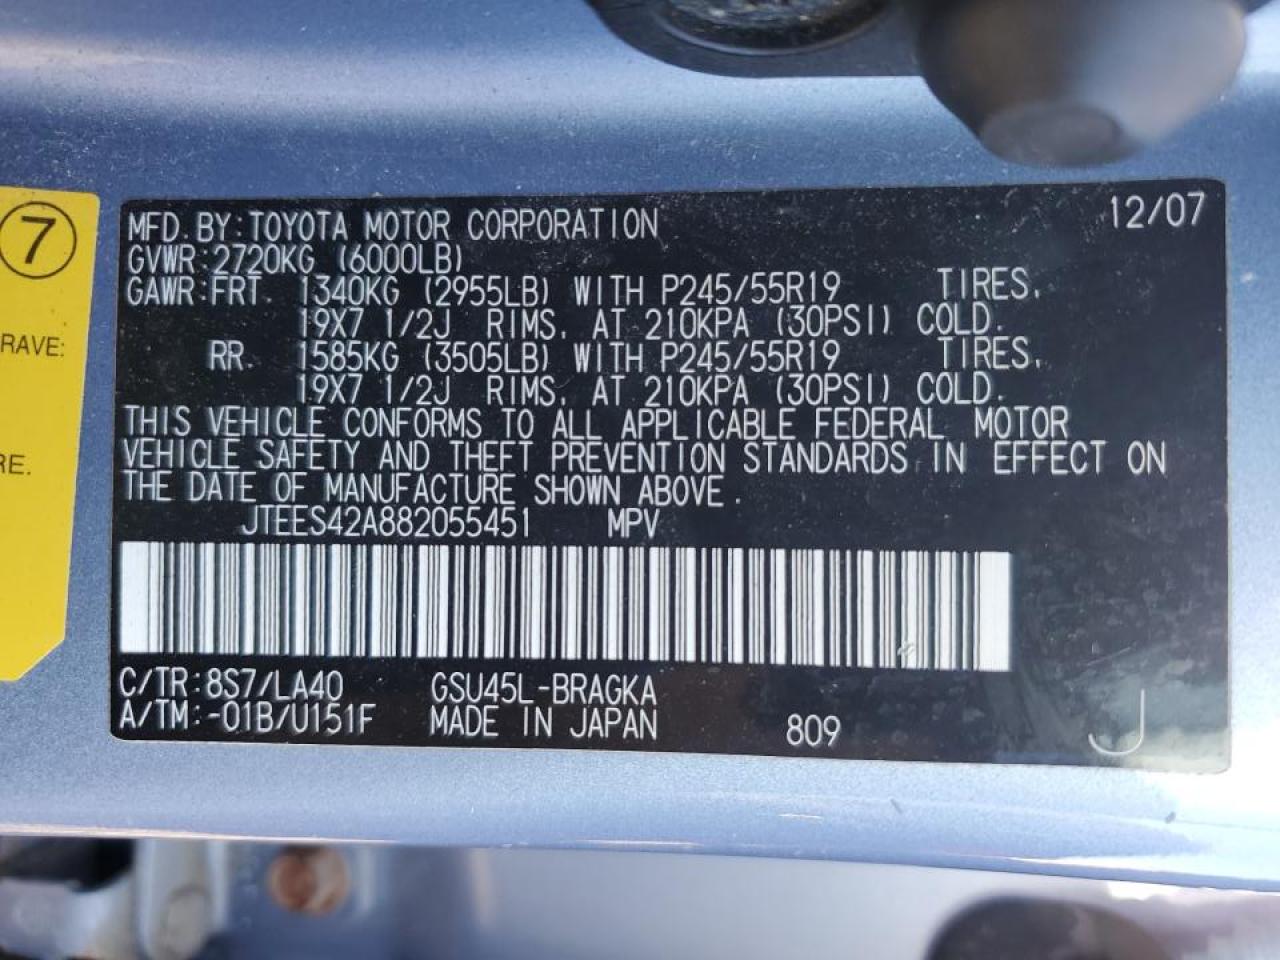 7
RAVE:
RE.
12/07
MFD.BY:TOYOTA MOTOR CORPORATION
GVWR:2720KG (6000LB)
GAWR:FRT. 1340KG (2955LB) WITH P245/55R19 TIRES,
19X7 1/2J RIMS, AT 210KPA (30PSI) COLD.
RR. 1585KG (3505LB) WITH P245/55R19 TIRES,
19X7 1/2J RIMS, AT 210KPA (30PSI) COLD.
THIS VEHICLE CONFORMS TO ALL APPLICABLE FEDERAL MOTOR
VEHICLE SAFETY AND THEFT PREVENTION STANDARDS IN EFFECT ON
THE DATE OF MANUFACTURE SHOWN ABOVE.
JTEES42A882055451 MPV
C/TR:8S7/LA40 GSU45L-BRAGKA
A/TM:-01B/U151F MADE IN JAPAN 809 J